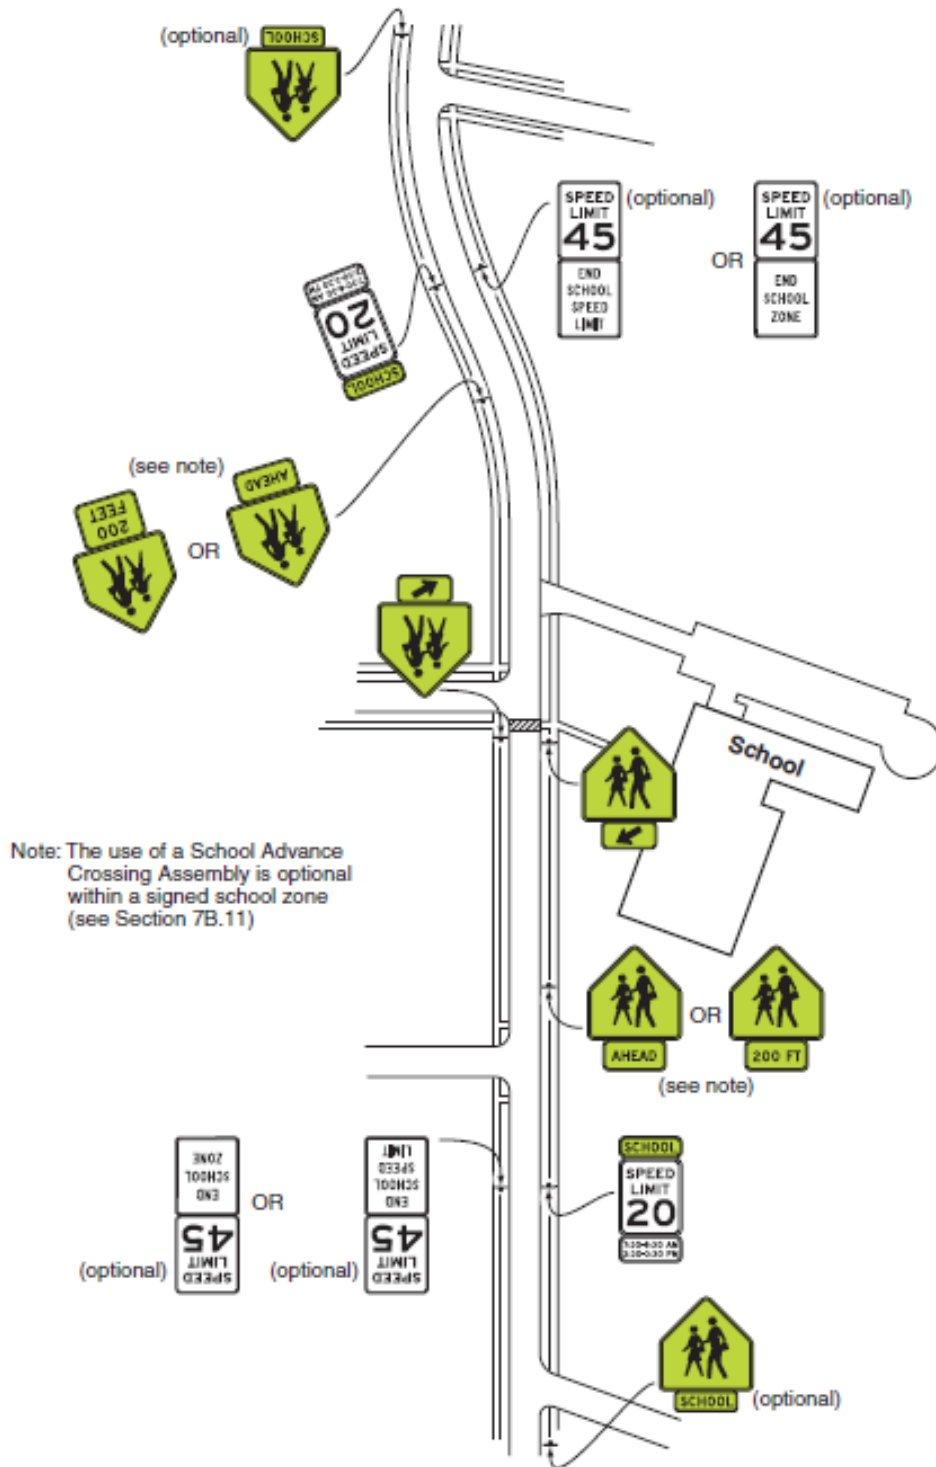 (optional)
SCHOOL
SPEED
LIMIT
45
(optional)
END
SCHOOL
SPEED
LIMIT
OR
SPEED
LIMIT
45
(optional)
END
SCHOOL
ZONE
SCHOOL
SPEED
LIMIT
20
(see note)
200
FEET
OR
AHEAD
School
Note: The use of a School Advance
Crossing Assembly is optional
within a signed school zone
(see Section 7B.11)
AHEAD
OR
200 FT
(see note)
SPEED
LIMIT
45
END
SCHOOL
ZONE
(optional)
OR
SPEED
LIMIT
45
END
SCHOOL
SPEED
LIMIT
(optional)
SCHOOL
SPEED
LIMIT
20
SCHOOL
(optional)